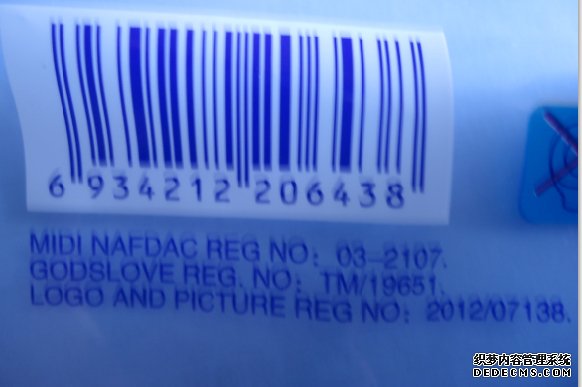 6 934212 206438
MIDI NAFDAC REG NO: 03-2107.
GODSLOVE REG. NO: TM/19651.
LOGO AND PICTURE REG NO: 2012/07138.
织梦内容管理系统
DEDECMS.COM